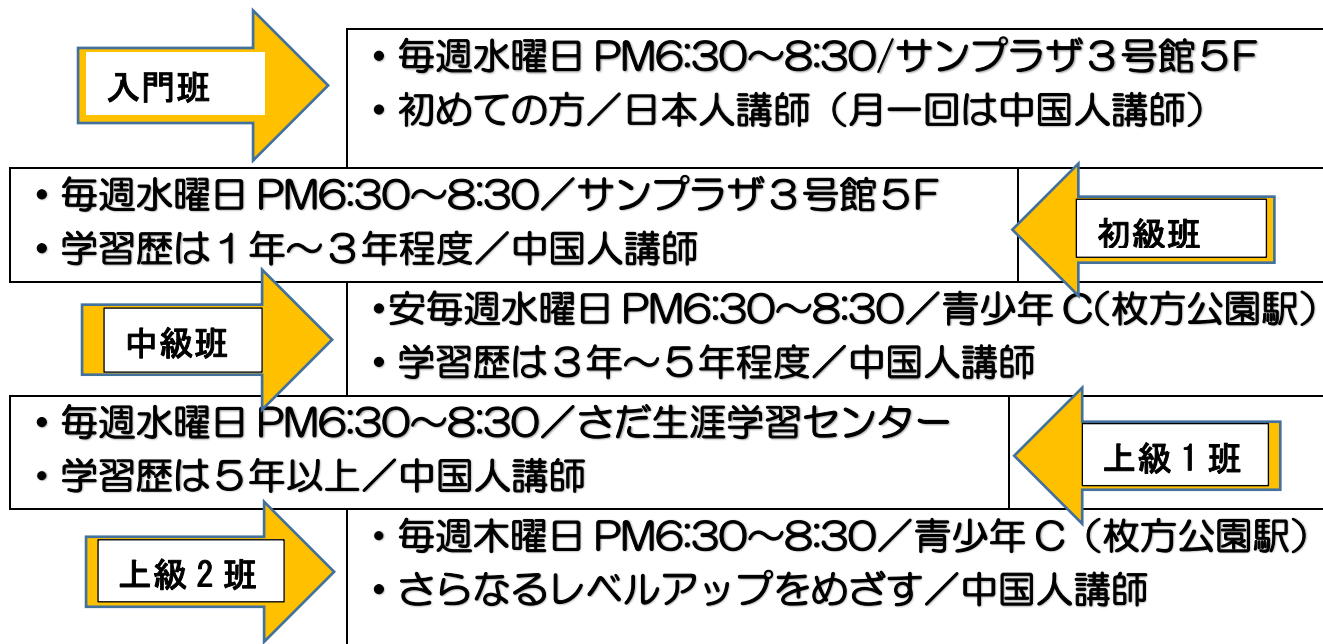 入門班
・毎週水曜日 PM6:30～8:30/サンプラザ３号館５F
・初めての方／日本人講師（月一回は中国人講師）
・毎週水曜日 PM6:30～8:30／サンプラザ３号館５F
・学習歴は１年～３年程度／中国人講師
初級班
中級班
・安毎週水曜日 PM6:30～8:30／青少年 C(枚方公園駅）
・学習歴は３年～５年程度／中国人講師
・毎週水曜日 PM6:30～8:30／さだ生涯学習センター
・学習歴は５年以上／中国人講師
上級１班
上級２班
・毎週木曜日 PM6:30～8:30／青少年 C（枚方公園駅）
・さらなるレベルアップをめざす／中国人講師